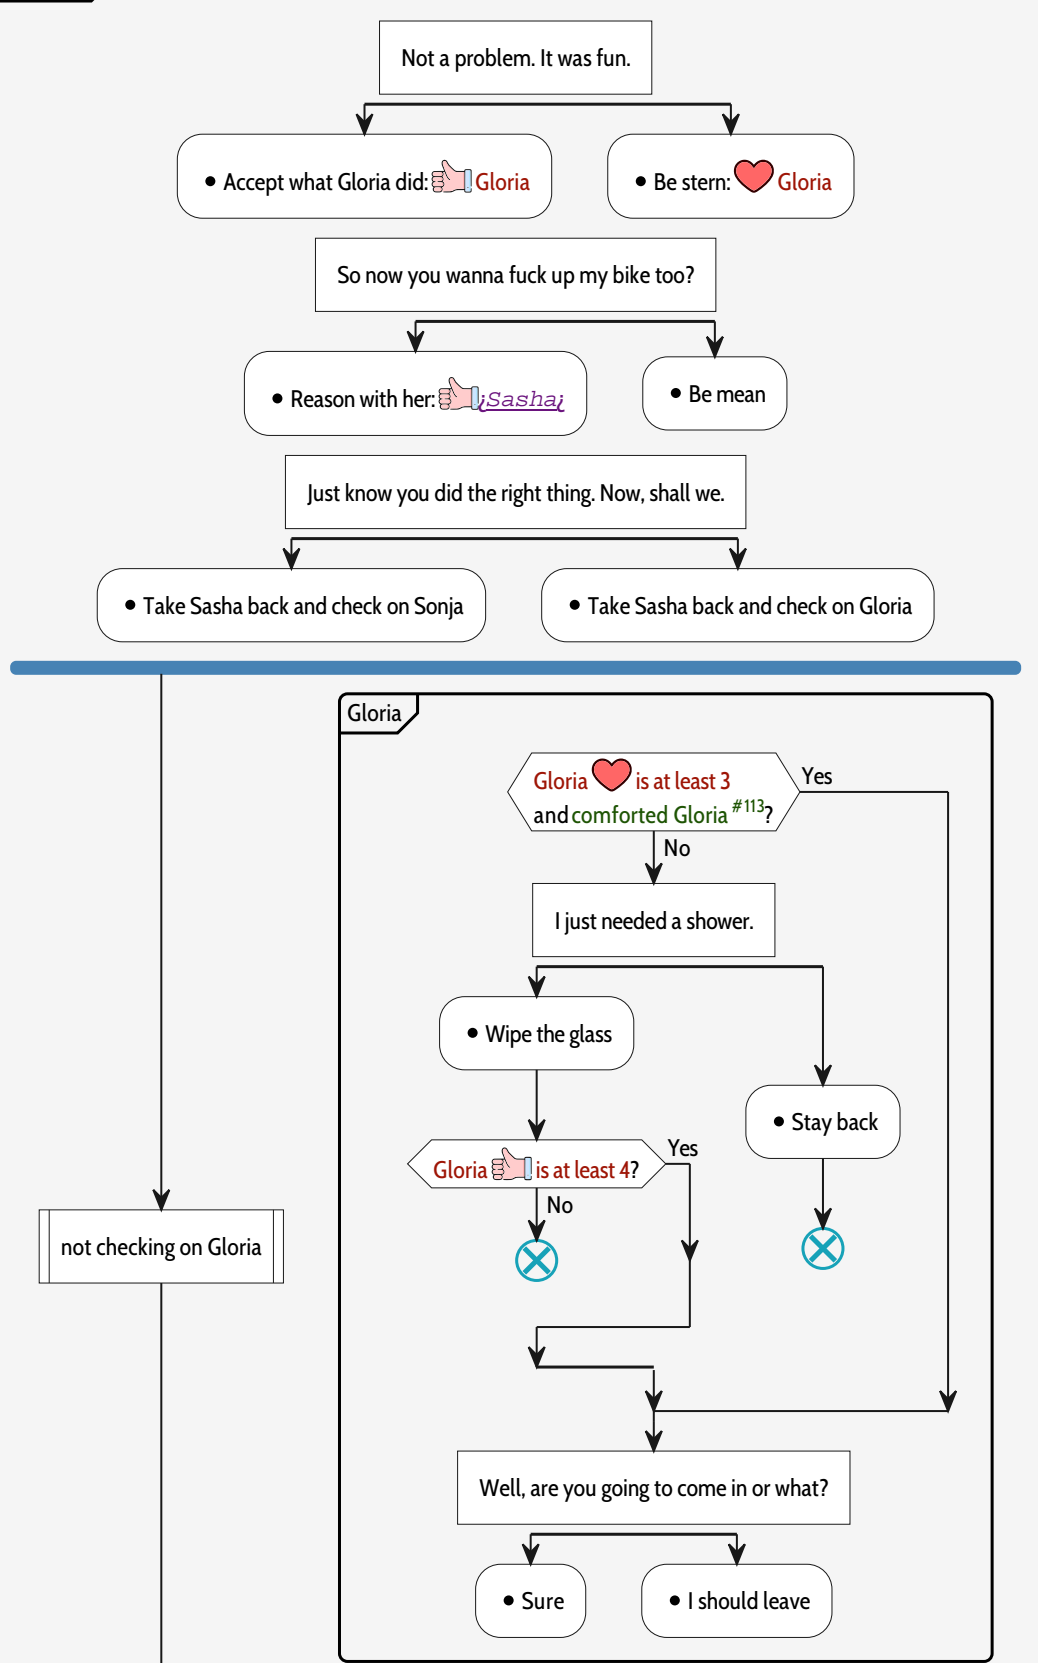 Not a problem. It was fun.
• Accept what Gloria did: Gloria
• Be stern: Gloria
So now you wanna fuck up my bike too?
• Reason with her: ¿Sasha¿
• Be mean
Just know you did the right thing. Now, shall we.
• Take Sasha back and check on Sonja
• Take Sasha back and check on Gloria
Gloria
Gloria is at least 3
and comforted Gloria #113?
Yes
No
I just needed a shower.
• Wipe the glass
• Stay back
Gloria is at least 4?
Yes
No
not checking on Gloria
Well, are you going to come in or what?
• Sure
• I should leave